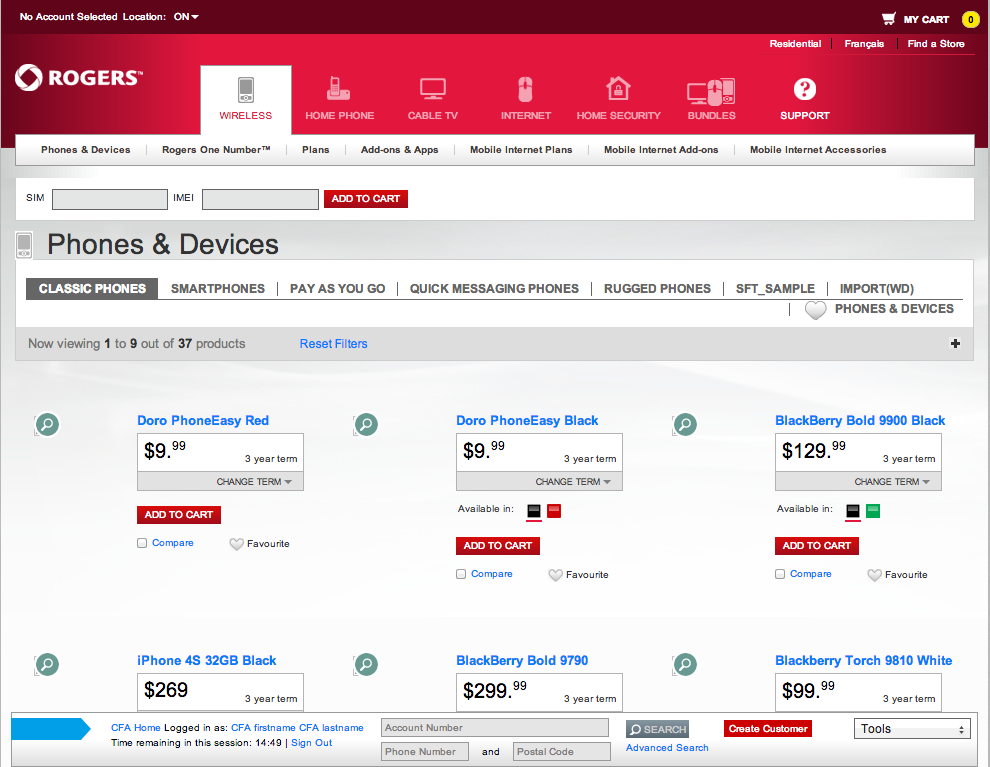 No Account Selected Location: ON
MY CART 0
Residential Français Find a Store
ROGERS™
WIRELESS HOME PHONE CABLE TV INTERNET HOME SECURITY BUNDLES SUPPORT
Phones & Devices Rogers One Number™ Plans Add-ons & Apps Mobile Internet Plans Mobile Internet Add-ons Mobile Internet Accessories
SIM IMEI ADD TO CART
Phones & Devices
CLASSIC PHONES SMARTPHONES PAY AS YOU GO QUICK MESSAGING PHONES RUGGED PHONES SFT_SAMPLE IMPORT(WD)
PHONES & DEVICES
Now viewing 1 to 9 out of 37 products Reset Filters
Doro PhoneEasy Red
$9.99
3 year term
CHANGE TERM
ADD TO CART
Compare Favourite
Doro PhoneEasy Black
$9.99
3 year term
CHANGE TERM
Available in:
ADD TO CART
Compare Favourite
BlackBerry Bold 9900 Black
$129.99
3 year term
CHANGE TERM
Available in:
ADD TO CART
Compare Favourite
iPhone 4S 32GB Black
$269
3 year term
BlackBerry Bold 9790
$299.99
3 year term
Blackberry Torch 9810 White
$99.99
3 year term
CFA Home Logged in as: CFA firstname CFA lastname
Time remaining in this session: 14:49 | Sign Out
Account Number
Phone Number and Postal Code
SEARCH
Advanced Search
Create Customer
Tools